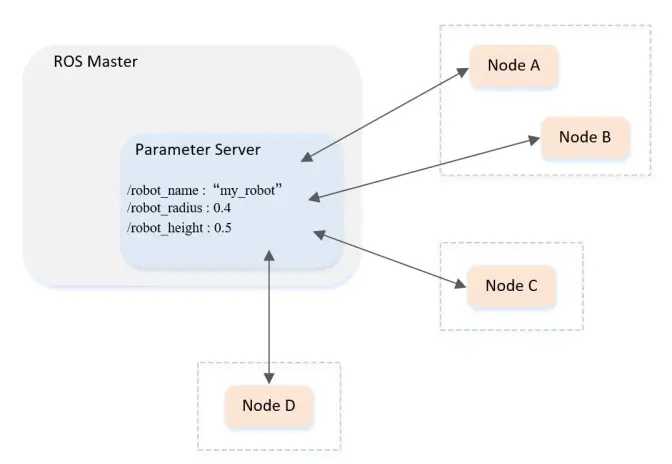 ROS Master
Node A
Node B
Parameter Server
/robot_name : “my_robot”
/robot_radius : 0.4
/robot_height : 0.5
Node C
Node D